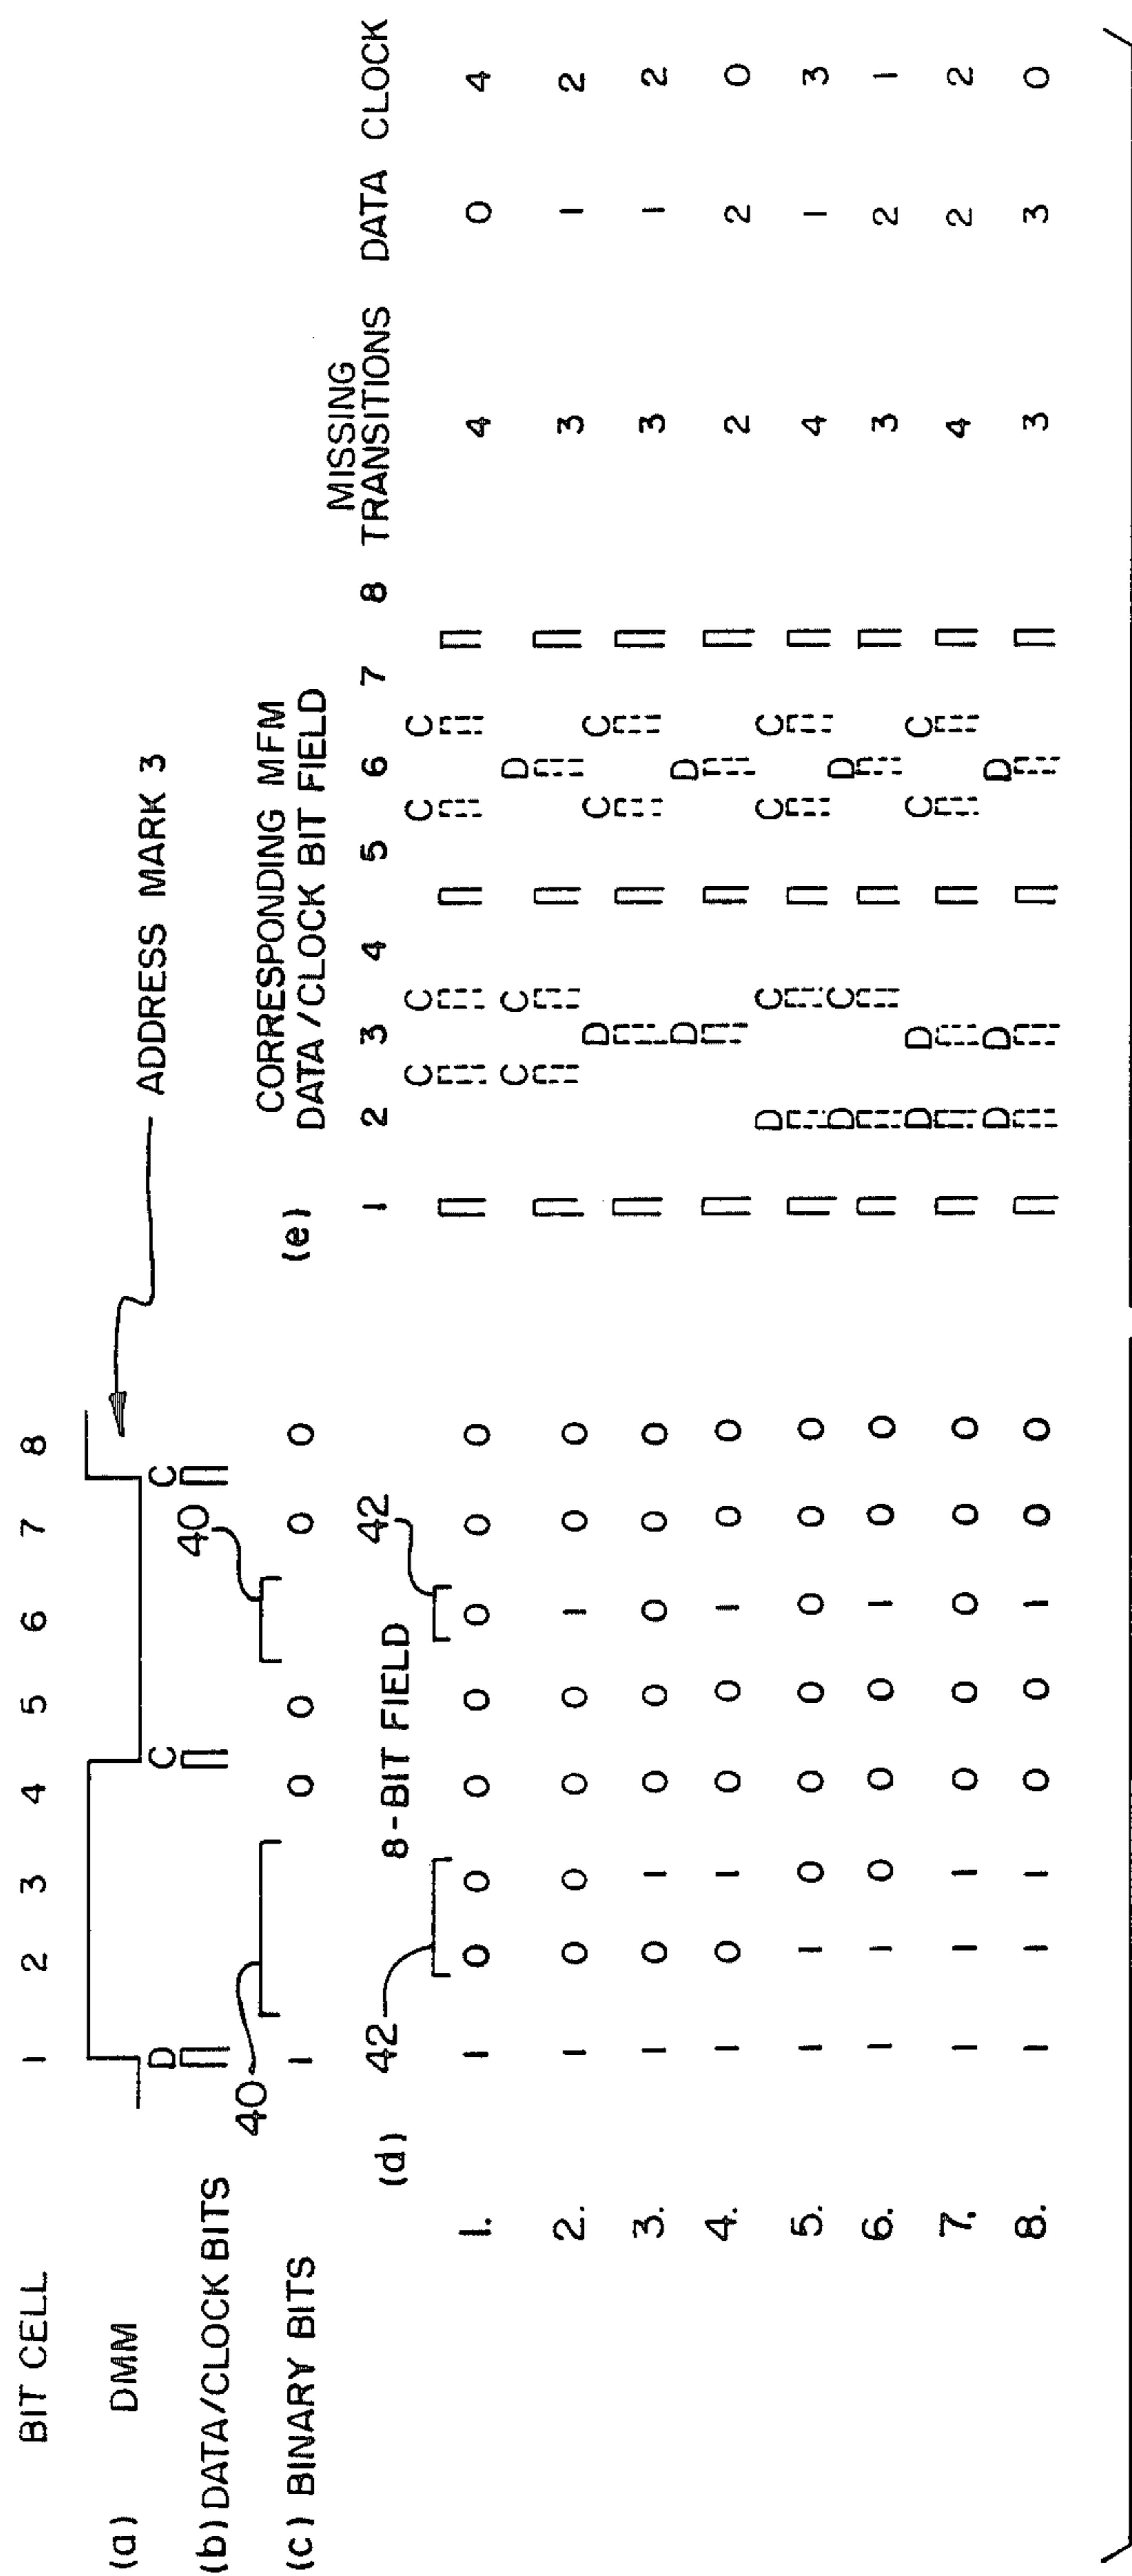 BIT CELL 1 2 3 4 5 6 7 8
(a) DMM
ADDRESS MARK 3
(b) DATA/CLOCK BITS D C C
40 40
(c) BINARY BITS 1 0 0 0 0
(d) 42 8-BIT FIELD 42
1. 1 0 0 0 0 0 0 0
2. 1 0 0 0 0 1 0 0
3. 1 0 1 0 0 0 0 0
4. 1 0 1 0 0 1 0 0
5. 1 1 0 0 0 0 0 0
6. 1 1 0 0 0 1 0 0
7. 1 1 1 0 0 0 0 0
8. 1 1 1 0 0 1 0 0
(e) CORRESPONDING MFM
DATA/CLOCK BIT FIELD
MISSING
1 2 3 4 5 6 7 8 TRANSITIONS DATA CLOCK
C C C C 4 0 4
C C D 3 1 2
D C C 3 1 2
D D 2 2 0
D C C C 4 1 3
D C D 3 2 1
D D C C 4 2 2
D D D 3 3 0